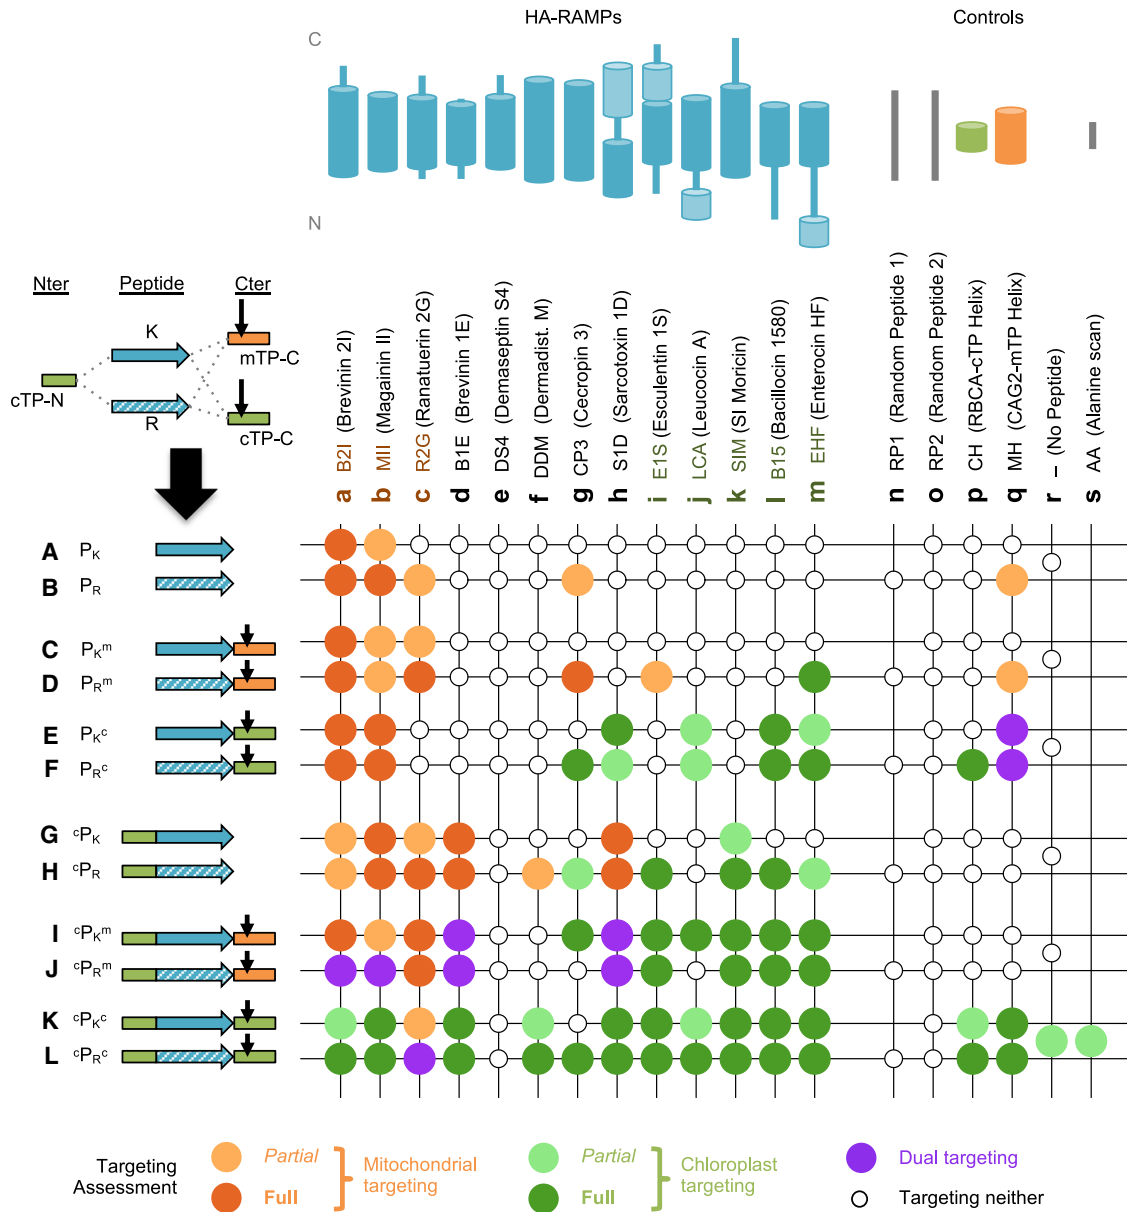 HA-RAMPs
Controls
C
N
Nter
Peptide
Cter
K
mTP-C
cTP-N
R
cTP-C
B2I (Brevinin 2I)
MII (Magainin II)
R2G (Ranatuerin 2G)
B1E (Brevinin 1E)
DS4 (Demaseptin S4)
DDM (Dermadist. M)
CP3 (Cecropin 3)
S1D (Sarcotoxin 1D)
E1S (Esculentin 1S)
LCA (Leucocin A)
SIM (SI Moricin)
B15 (Bacillocin 1580)
EHF (Enterocin HF)
RP1 (Random Peptide 1)
RP2 (Random Peptide 2)
CH (RBCA-cTP Helix)
MH (CAG2-mTP Helix)
– (No Peptide)
AA (Alanine scan)
a b c d e f g h i j k l m n o p q r s
A PK
B PR
C PKm
D PRm
E PKc
F PRc
G cPK
H cPR
I cPKm
J cPRm
K cPKc
L cPRc
Targeting
Assessment
Partial
Full
Mitochondrial
targeting
Partial
Full
Chloroplast
targeting
Dual targeting
Targeting neither